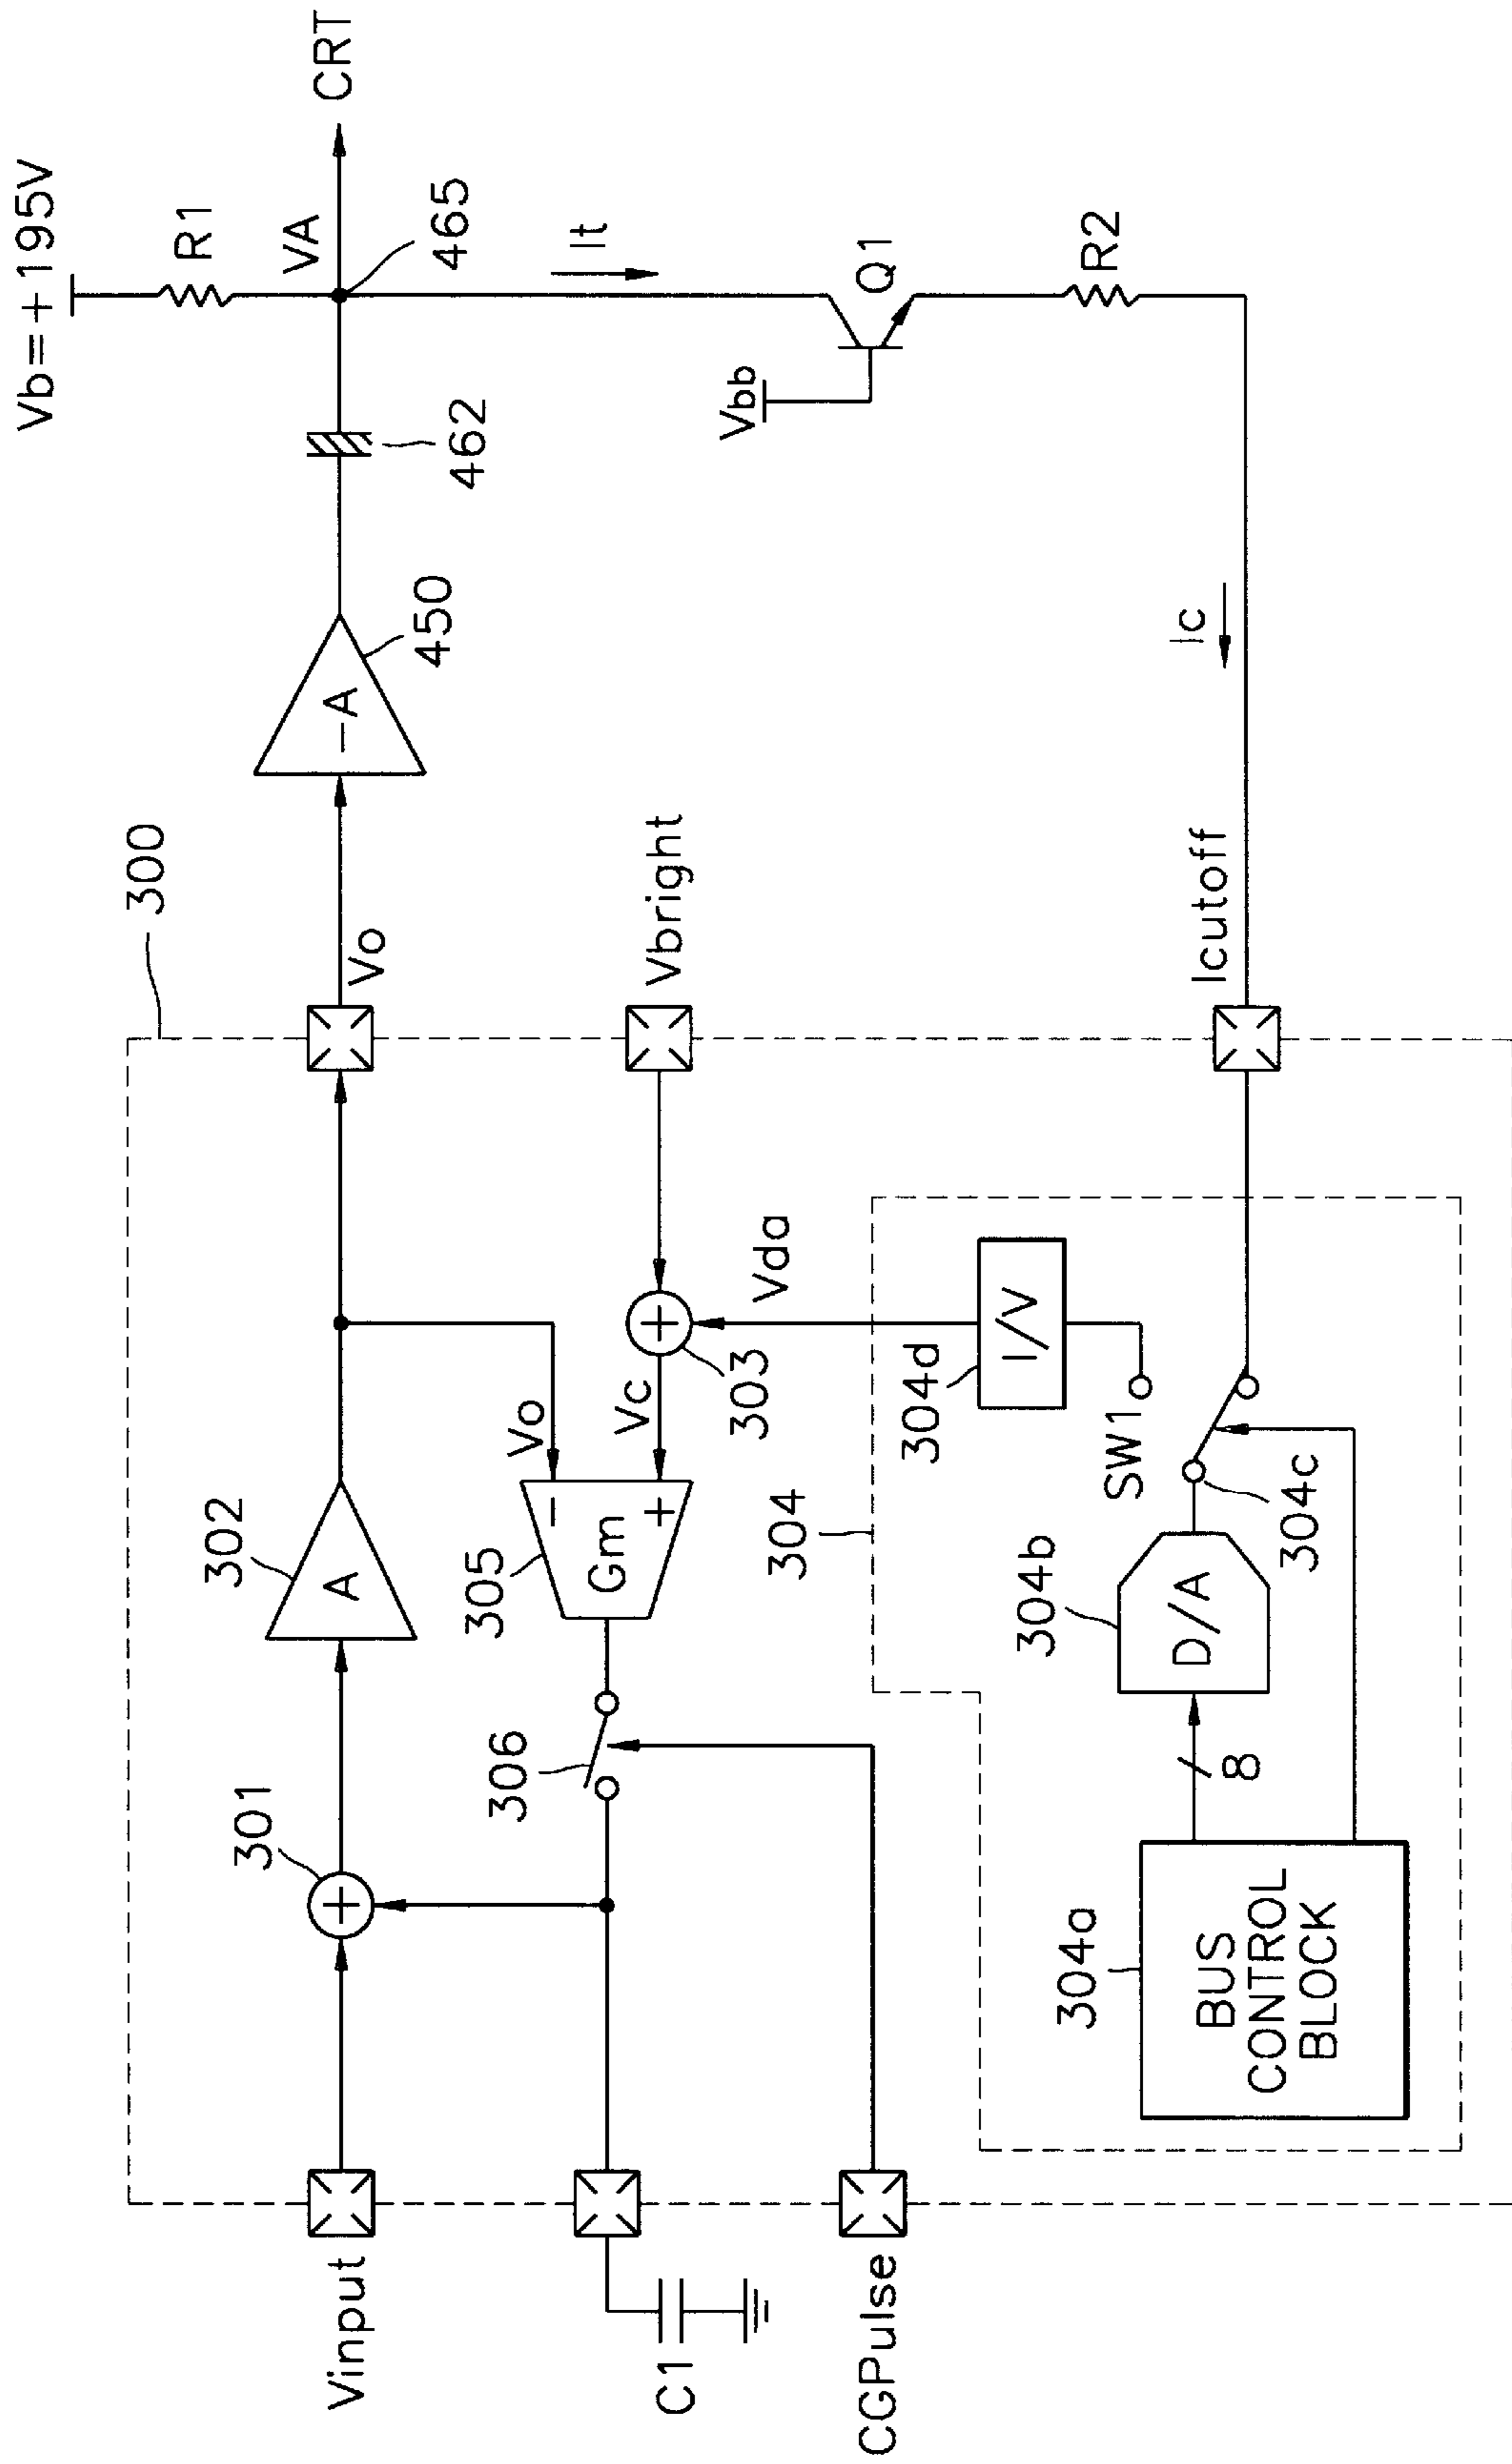 Vb=+195V
R1
VA
CRT
465
462
It
Q1
Vbb
R2
450
-A
Ic
300
Vo
Vbright
Icutoff
302
A
Vo
Vc
303
Vda
305
Gm
-
+
304
304d
I/V
SW1
304b
D/A
304c
301
+
+
306
8
304a
BUS
CONTROL
BLOCK
Vinput
C1
CGPulse